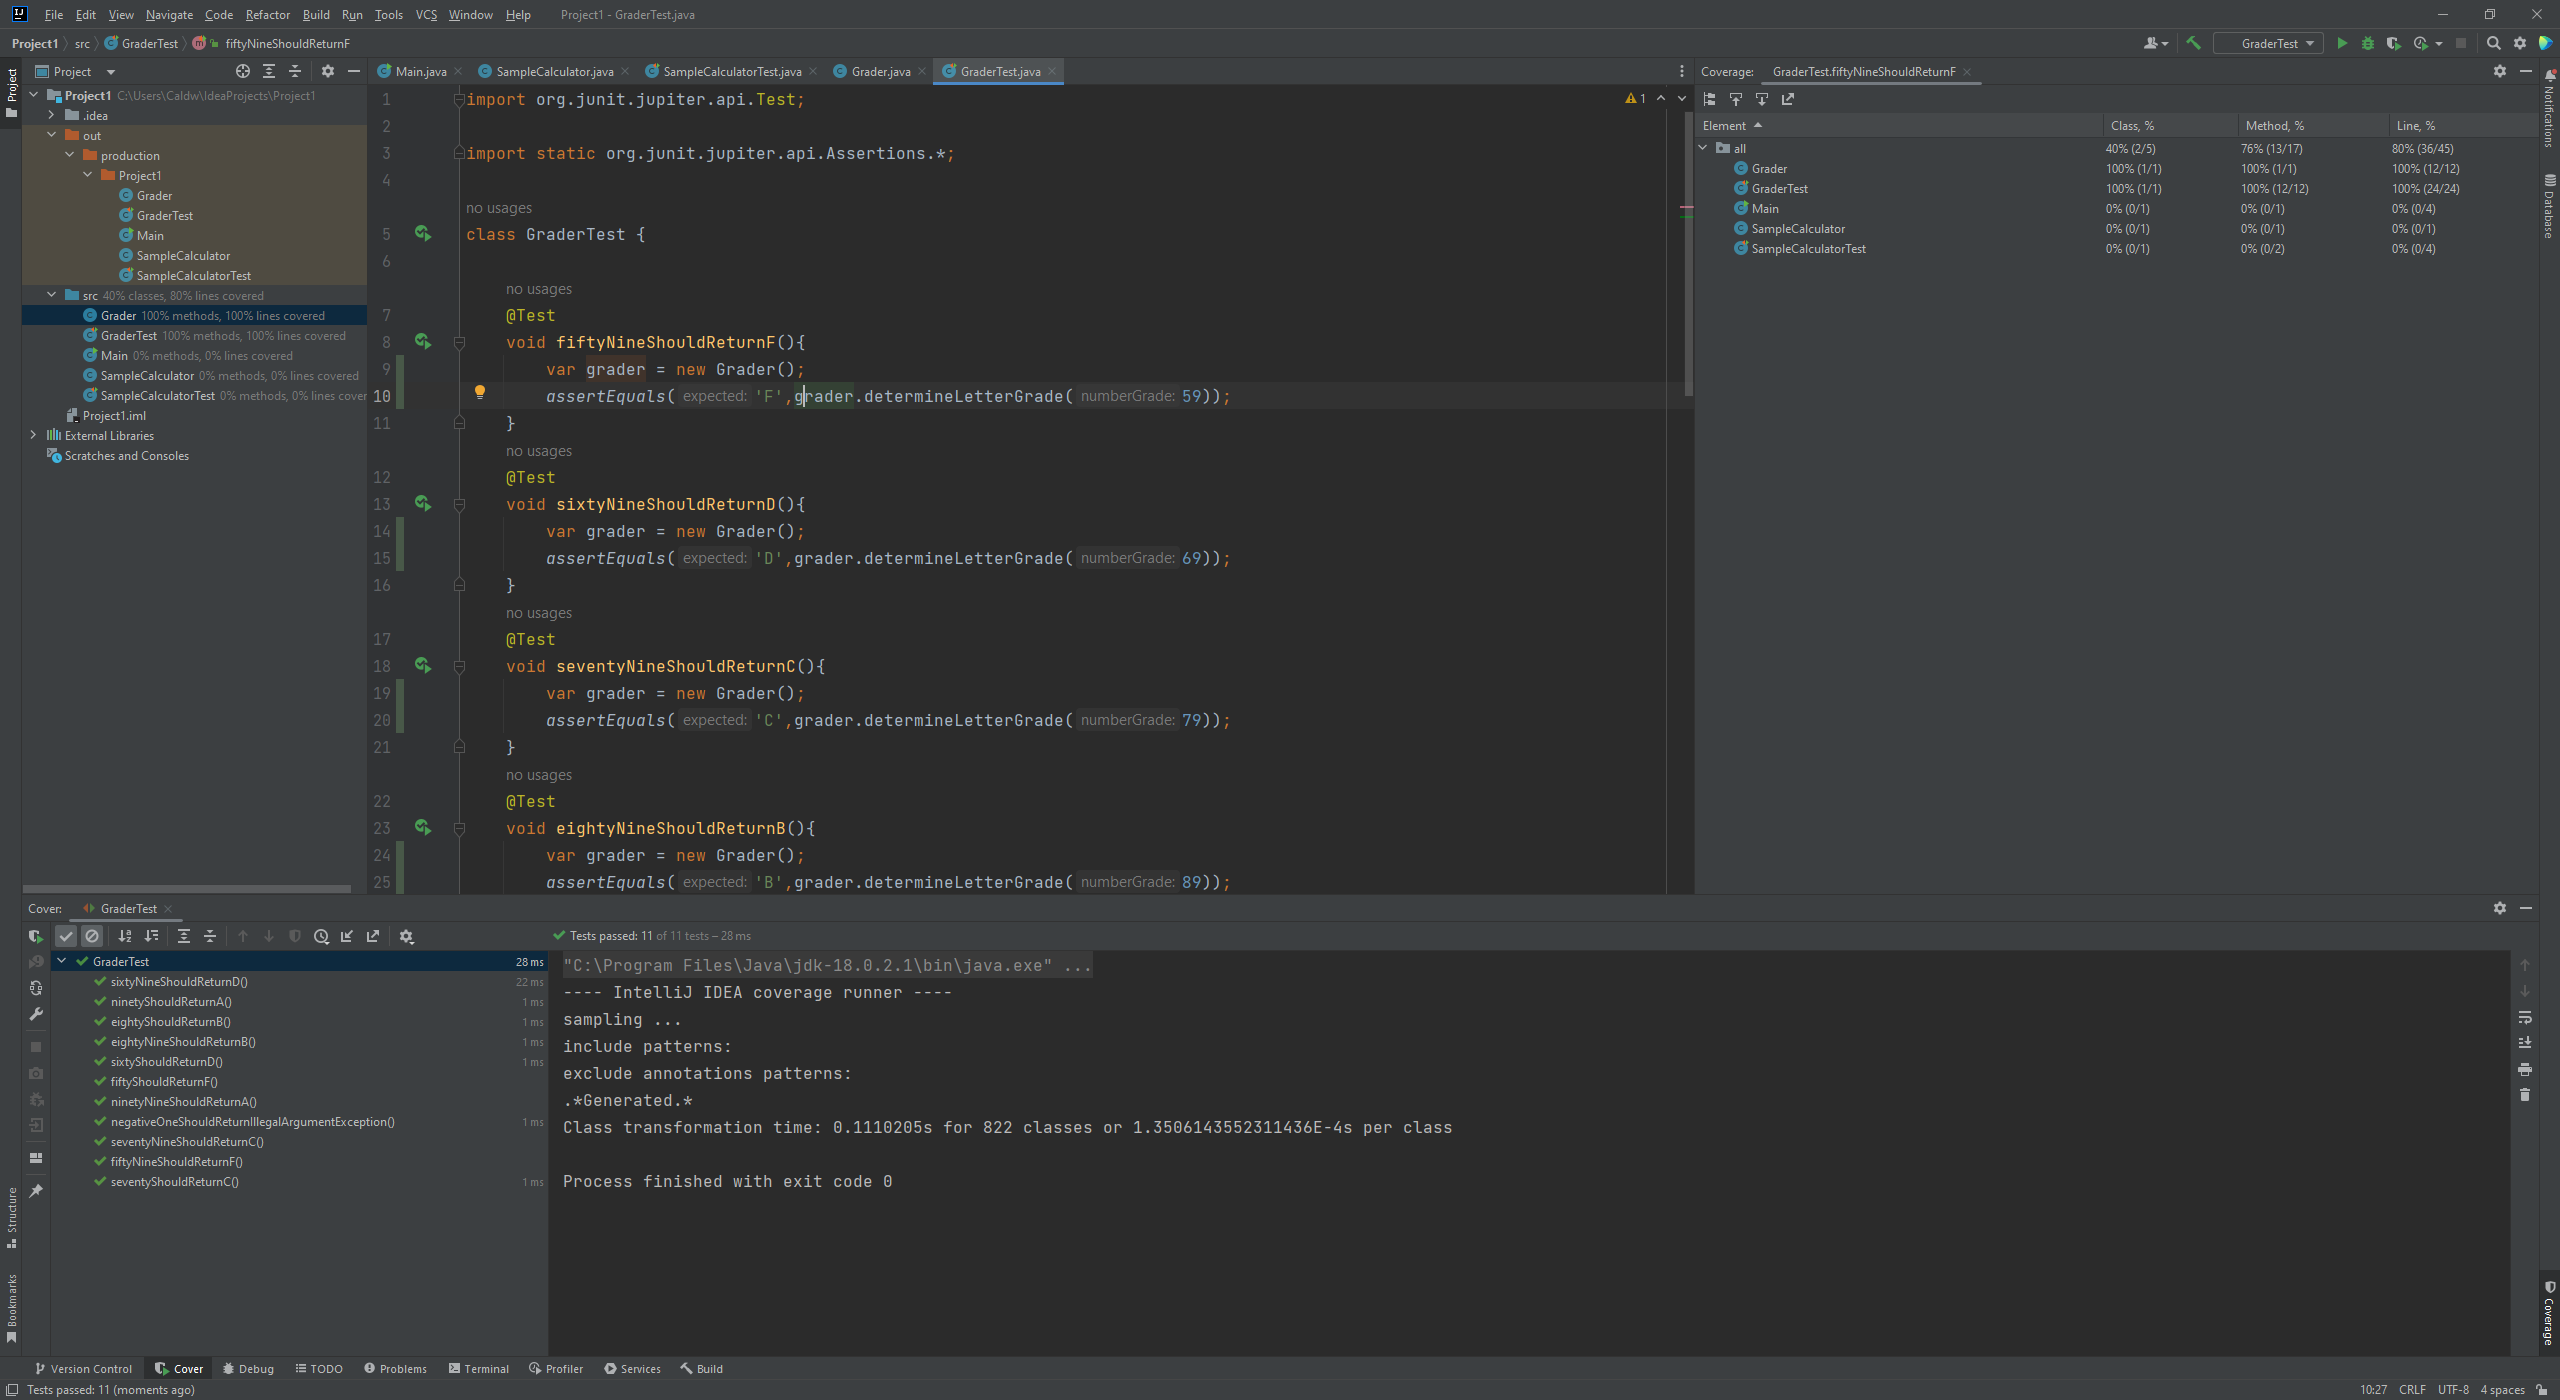 File Edit View Navigate Code Refactor Build Run Tools VCS Window Help Project1 - GraderTest.java
Project1 src GraderTest m fiftyNineShouldReturnF GraderTest
Project
Project
Main.java SampleCalculator.java SampleCalculatorTest.java Grader.java GraderTest.java
Project1 C:\Users\Caldw\IdeaProjects\Project1
.idea
out
production
Project1
Grader
GraderTest
Main
SampleCalculator
SampleCalculatorTest
src 40% classes, 80% lines covered
Grader 100% methods, 100% lines covered
GraderTest 100% methods, 100% lines covered
Main 0% methods, 0% lines covered
SampleCalculator 0% methods, 0% lines covered
SampleCalculatorTest 0% methods, 0% lines cover
Project1.iml
External Libraries
Scratches and Consoles
1 import org.junit.jupiter.api.Test;
1
2
3 import static org.junit.jupiter.api.Assertions.*;
4
no usages
5 class GraderTest {
6
no usages
7 @Test
8 void fiftyNineShouldReturnF(){
9 var grader = new Grader();
10 assertEquals( expected: 'F',grader.determineLetterGrade( numberGrade: 59));
11 }
no usages
12 @Test
13 void sixtyNineShouldReturnD(){
14 var grader = new Grader();
15 assertEquals( expected: 'D',grader.determineLetterGrade( numberGrade: 69));
16 }
no usages
17 @Test
18 void seventyNineShouldReturnC(){
19 var grader = new Grader();
20 assertEquals( expected: 'C',grader.determineLetterGrade( numberGrade: 79));
21 }
no usages
22 @Test
23 void eightyNineShouldReturnB(){
24 var grader = new Grader();
25 assertEquals( expected: 'B',grader.determineLetterGrade( numberGrade: 89));
Coverage: GraderTest.fiftyNineShouldReturnF
Element Class, % Method, % Line, %
all 40% (2/5) 76% (13/17) 80% (36/45)
Grader 100% (1/1) 100% (1/1) 100% (12/12)
GraderTest 100% (1/1) 100% (12/12) 100% (24/24)
Main 0% (0/1) 0% (0/1) 0% (0/4)
SampleCalculator 0% (0/1) 0% (0/1) 0% (0/1)
SampleCalculatorTest 0% (0/1) 0% (0/2) 0% (0/4)
Notifications
Database
Cover: GraderTest
Tests passed: 11 of 11 tests – 28 ms
GraderTest 28 ms
sixtyNineShouldReturnD() 22 ms
ninetyShouldReturnA() 1 ms
eightyShouldReturnB() 1 ms
eightyNineShouldReturnB() 1 ms
sixtyShouldReturnD() 1 ms
fiftyShouldReturnF()
ninetyNineShouldReturnA()
negativeOneShouldReturnIllegalArgumentException() 1 ms
seventyNineShouldReturnC()
fiftyNineShouldReturnF()
seventyShouldReturnC() 1 ms
"C:\Program Files\Java\jdk-18.0.2.1\bin\java.exe" ...
---- IntelliJ IDEA coverage runner ----
sampling ...
include patterns:
exclude annotations patterns:
.*Generated.*
Class transformation time: 0.1110205s for 822 classes or 1.3506143552311436E-4s per class
Process finished with exit code 0
Structure
Bookmarks
Coverage
Version Control Cover Debug TODO Problems Terminal Profiler Services Build
Tests passed: 11 (moments ago) 10:27 CRLF UTF-8 4 spaces